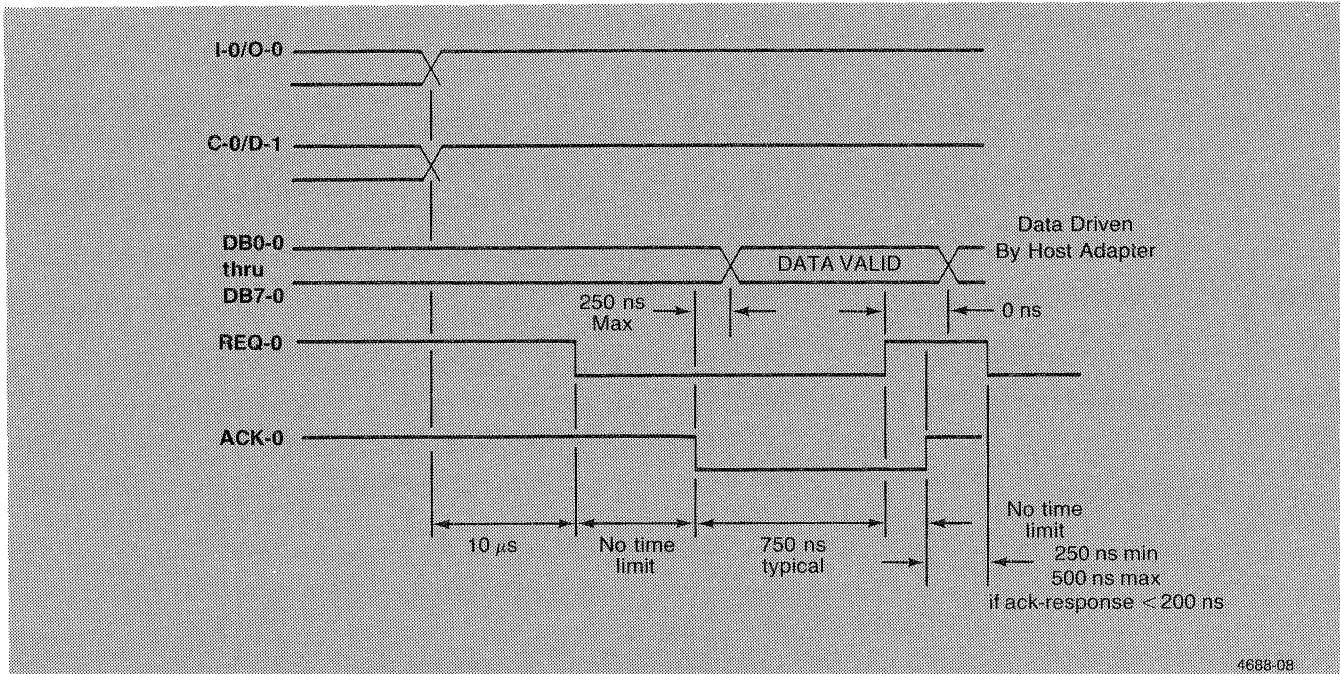 I-0/O-0
C-0/D-1
DB0-0
thru
DB7-0
DATA VALID
Data Driven
By Host Adapter
250 ns
Max
0 ns
REQ-0
ACK-0
10 μs
No time
limit
750 ns
typical
No time
limit
250 ns min
500 ns max
if ack-response < 200 ns
4688-08